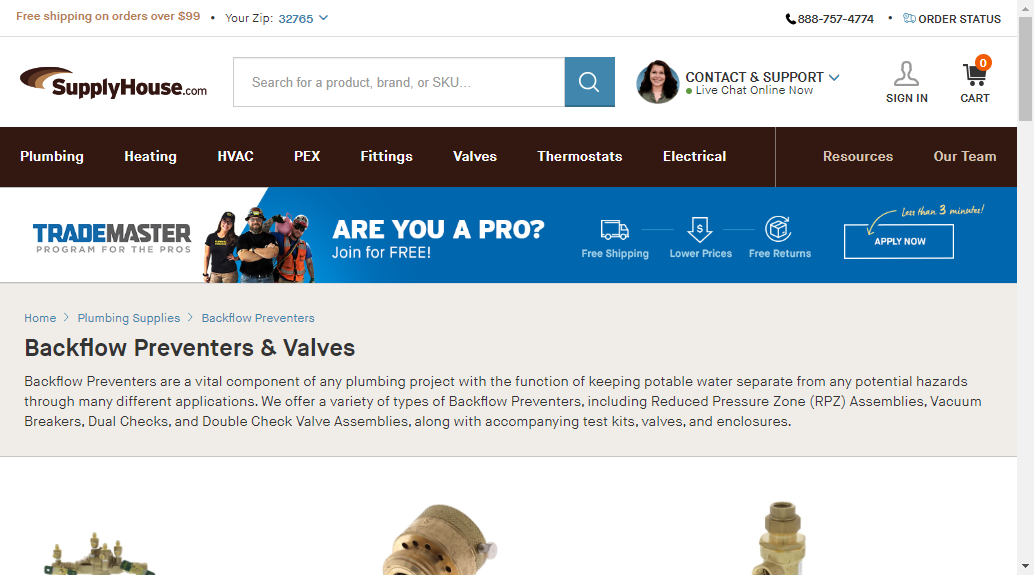 Free shipping on orders over $99 • Your Zip: 32765
888-757-4774 • ORDER STATUS
SupplyHouse.com
Search for a product, brand, or SKU...
CONTACT & SUPPORT
Live Chat Online Now
SIGN IN
0
CART
Plumbing Heating HVAC PEX Fittings Valves Thermostats Electrical Resources Our Team
TRADEMASTER
PROGRAM FOR THE PROS
ARE YOU A PRO?
Join for FREE!
Free Shipping
$
Lower Prices
Free Returns
Less than 3 minutes!
APPLY NOW
Home > Plumbing Supplies > Backflow Preventers
Backflow Preventers & Valves
Backflow Preventers are a vital component of any plumbing project with the function of keeping potable water separate from any potential hazards
through many different applications. We offer a variety of types of Backflow Preventers, including Reduced Pressure Zone (RPZ) Assemblies, Vacuum
Breakers, Dual Checks, and Double Check Valve Assemblies, along with accompanying test kits, valves, and enclosures.